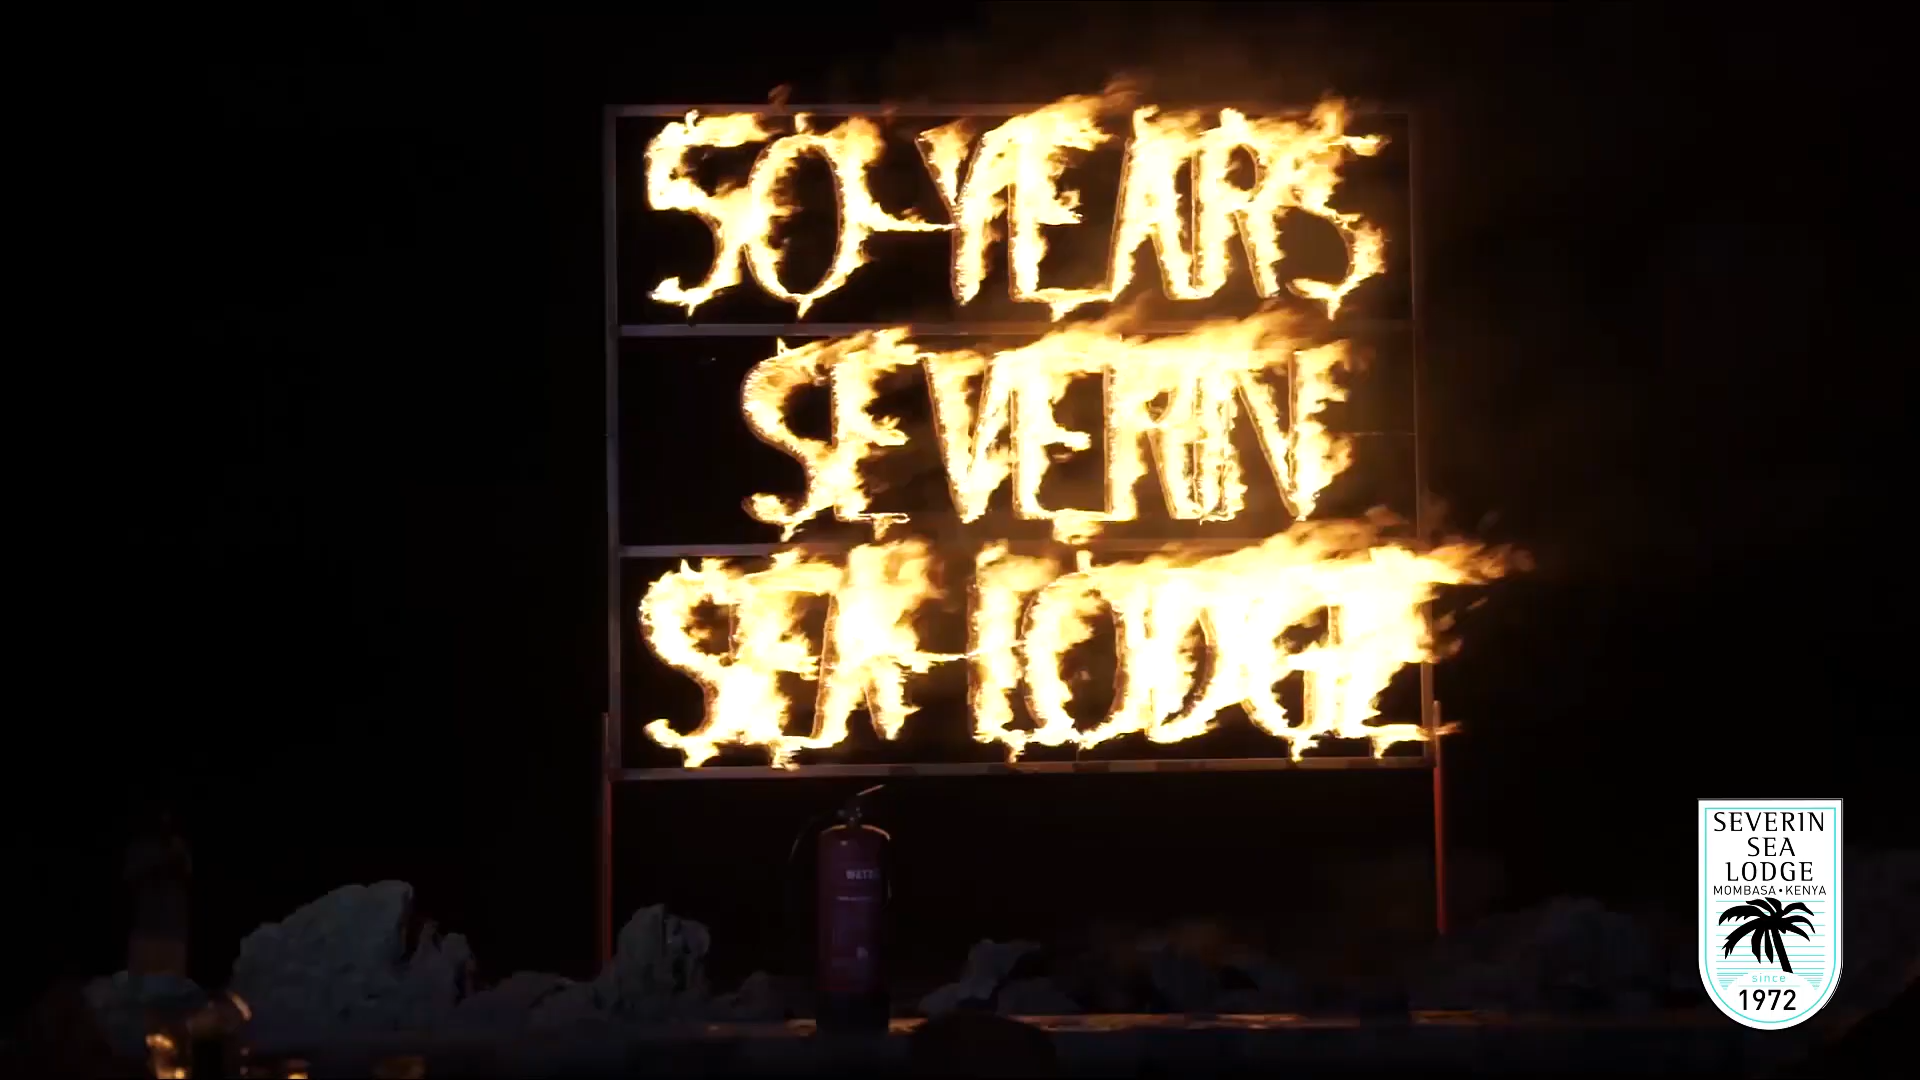 50 YEARS
SEVERIN
SEA LODGE
SEVERIN
SEA
LODGE
MOMBASA • KENYA
since
1972